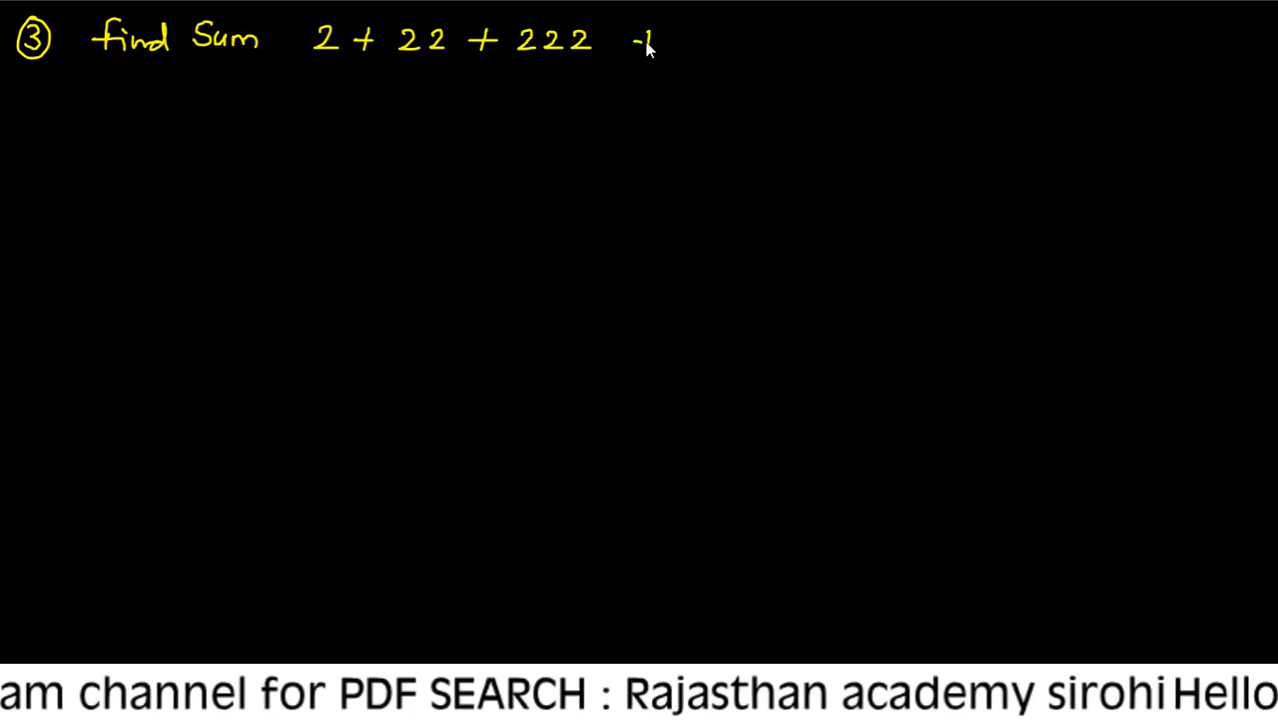 ③ find Sum 2 + 22 + 222
am channel for PDF SEARCH : Rajasthan academy sirohi Hello